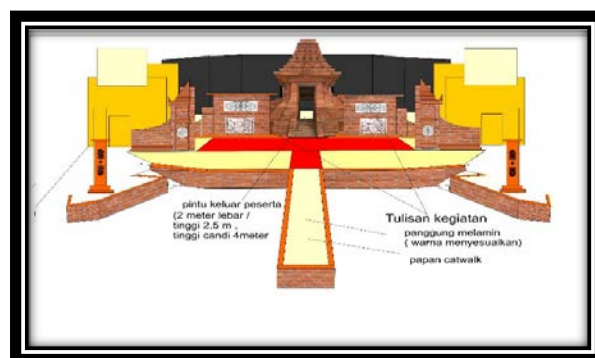 pintu keluar peserta
(2 meter lebar /
tinggi 2,5 m ,
tinggi candi 4meter
Tulisan kegiatan
panggung melamin
( warna menyesualkan)
papan catwalk